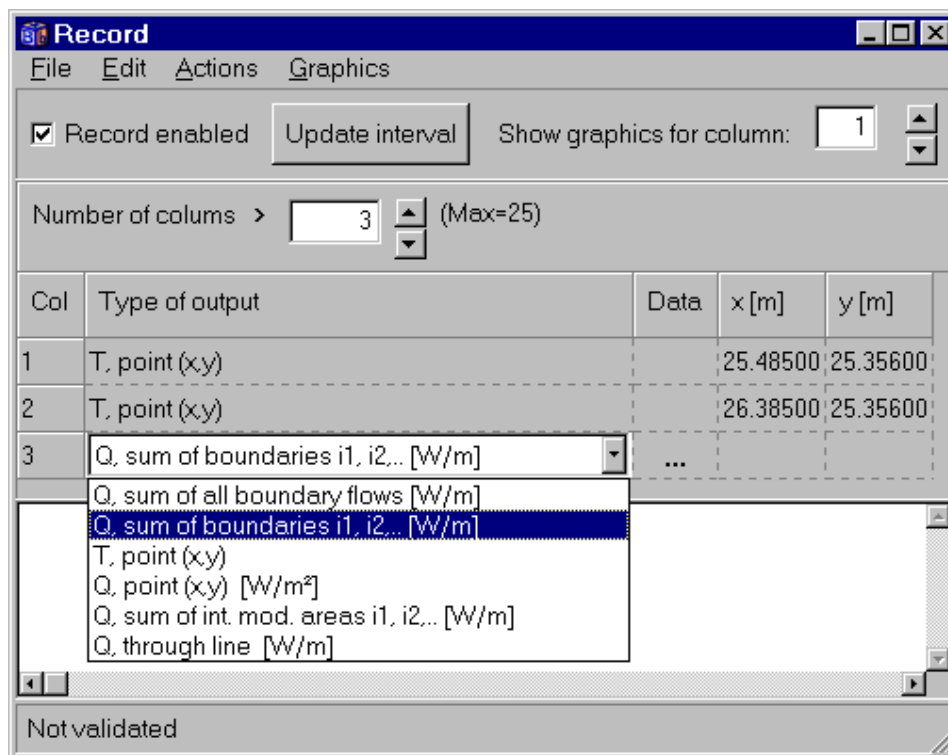 Record
File Edit Actions Graphics
Record enabled Update interval Show graphics for column: 1
Number of colums > 3 (Max=25)
Col Type of output Data x [m] y [m]
1 T, point (x,y) 25.48500 25.35600
2 T, point (x,y) 26.38500 25.35600
3 Q, sum of boundaries i1, i2,.. [W/m] ...
Q, sum of all boundary flows [W/m]
Q, sum of boundaries i1, i2,.. [W/m]
T, point (x,y)
Q, point (x,y) [W/m²]
Q, sum of int. mod. areas i1, i2,.. [W/m]
Q, through line [W/m]
Not validated